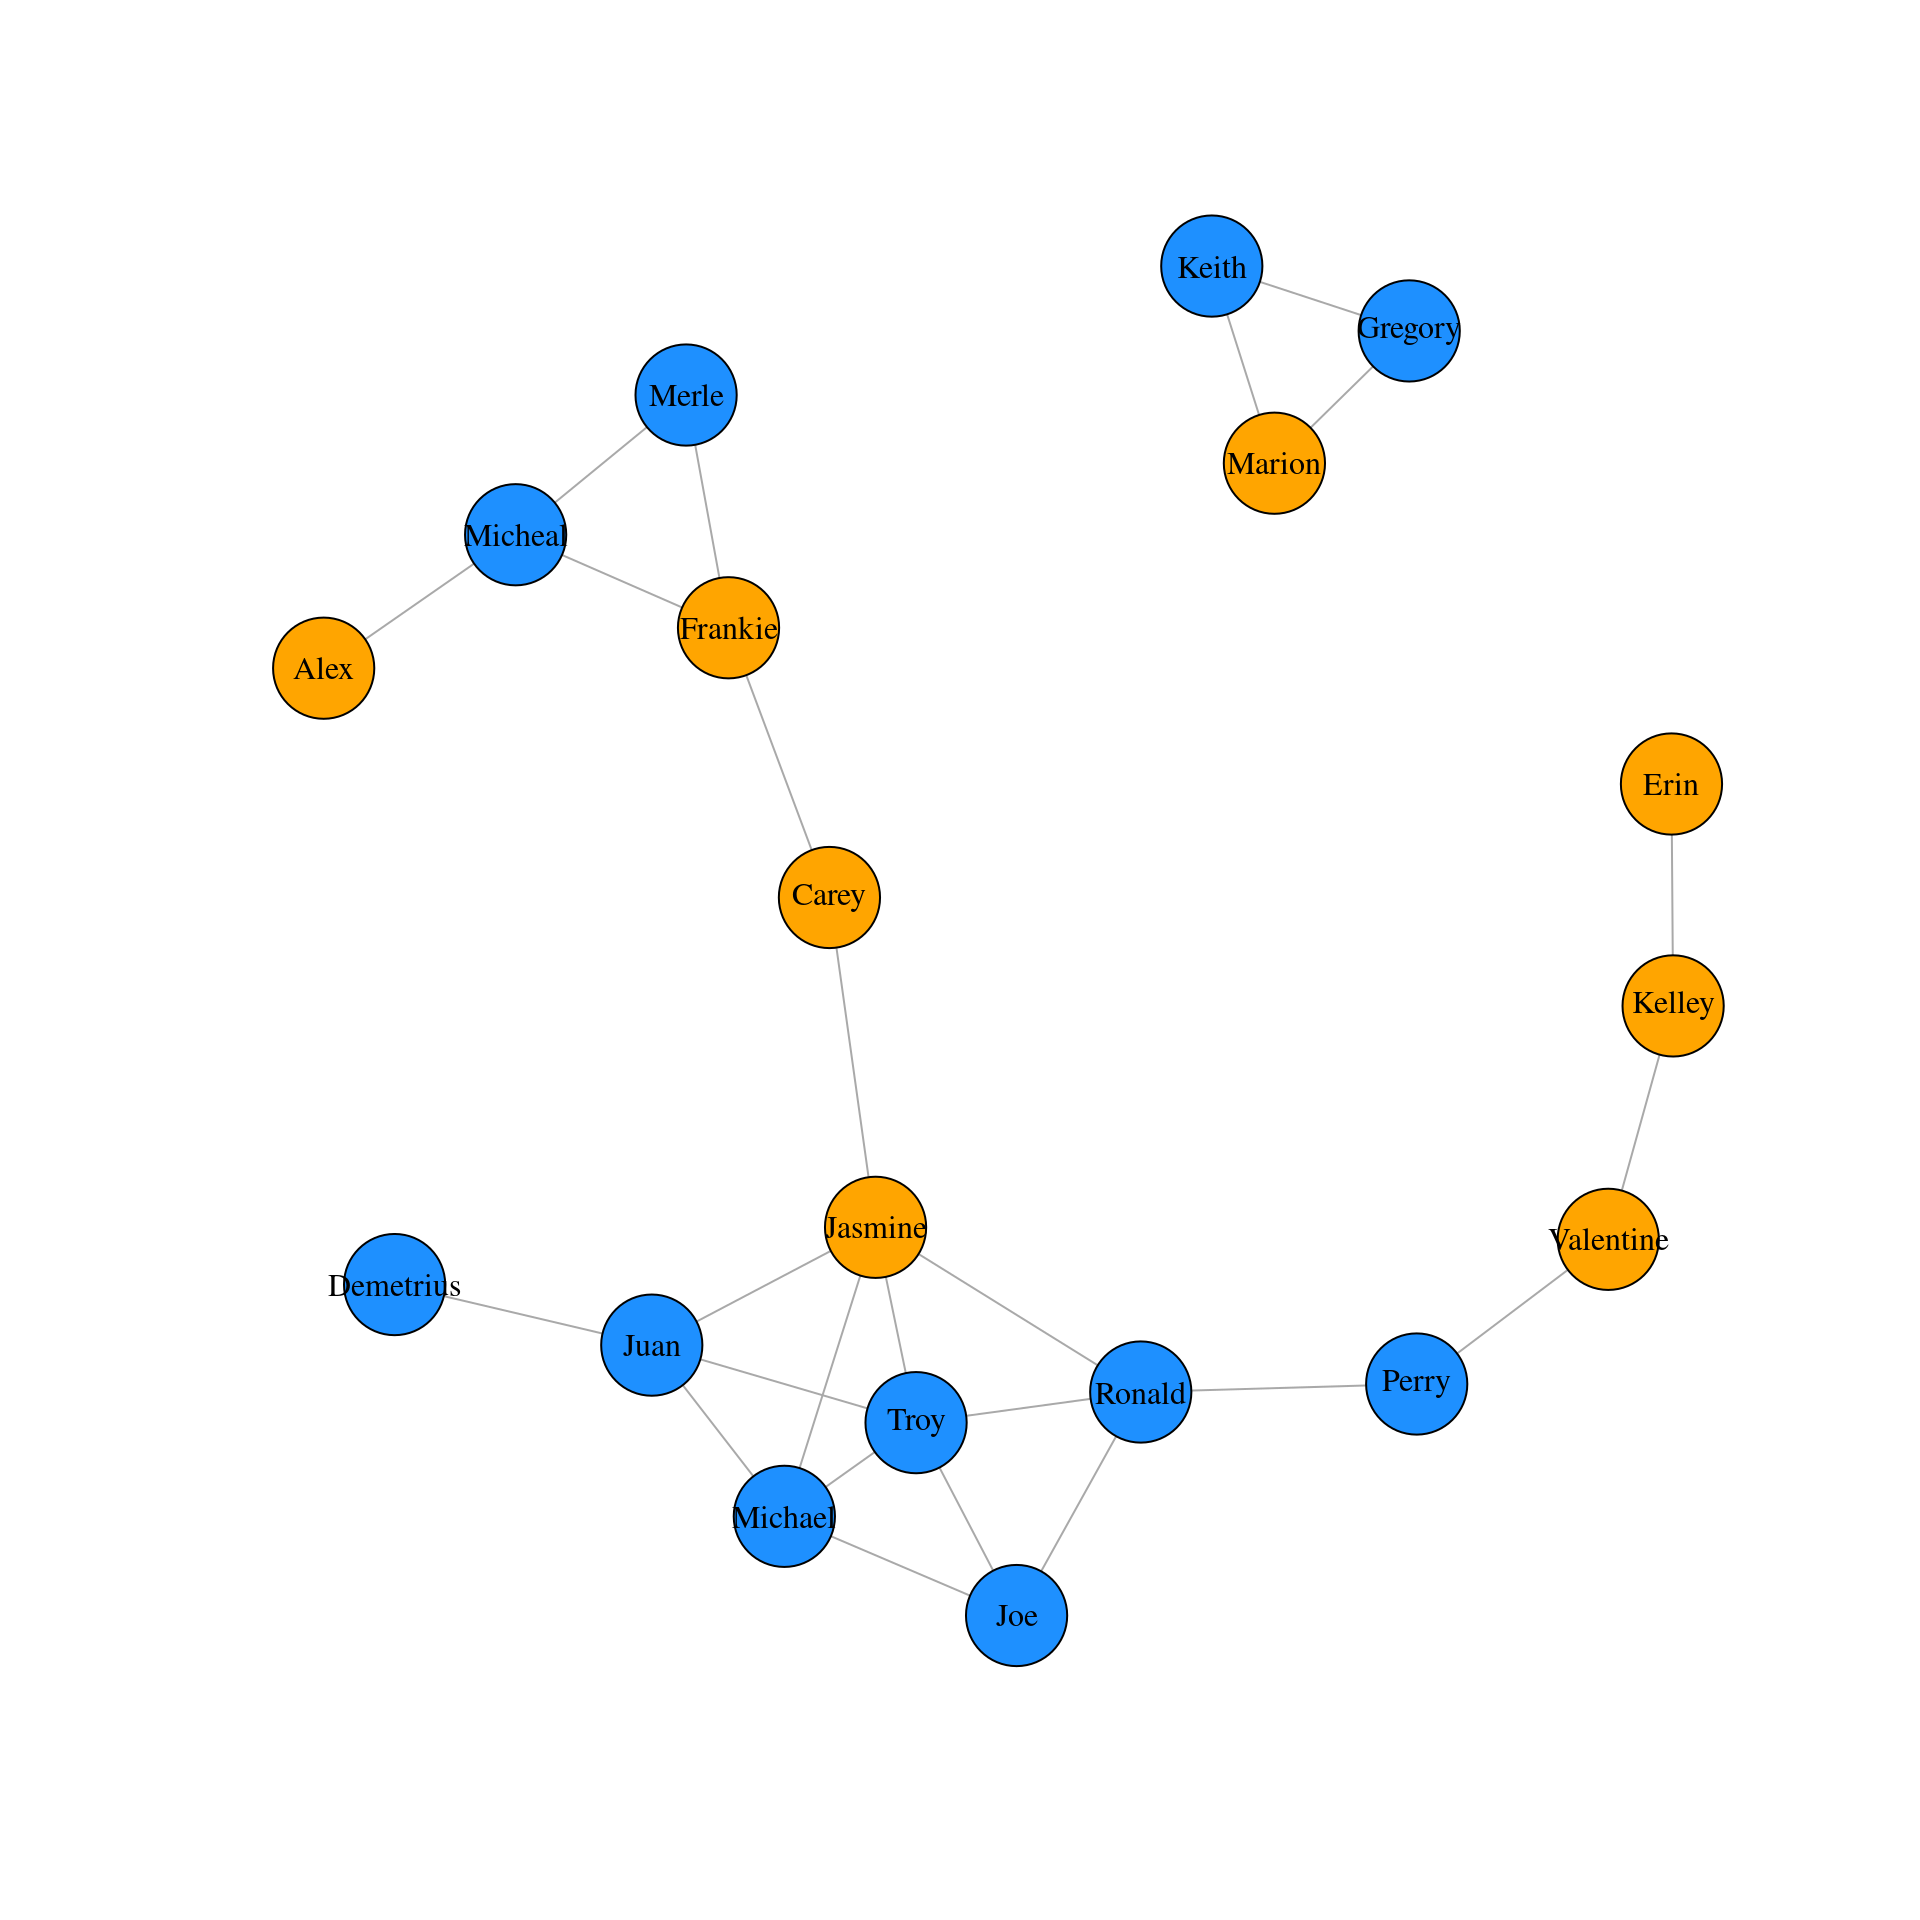 Keith
Gregory
Merle
Marion
Micheal
Frankie
Alex
Erin
Carey
Kelley
Jasmine
Valentine
Demetrius
Juan
Perry
Ronald
Troy
Michael
Joe